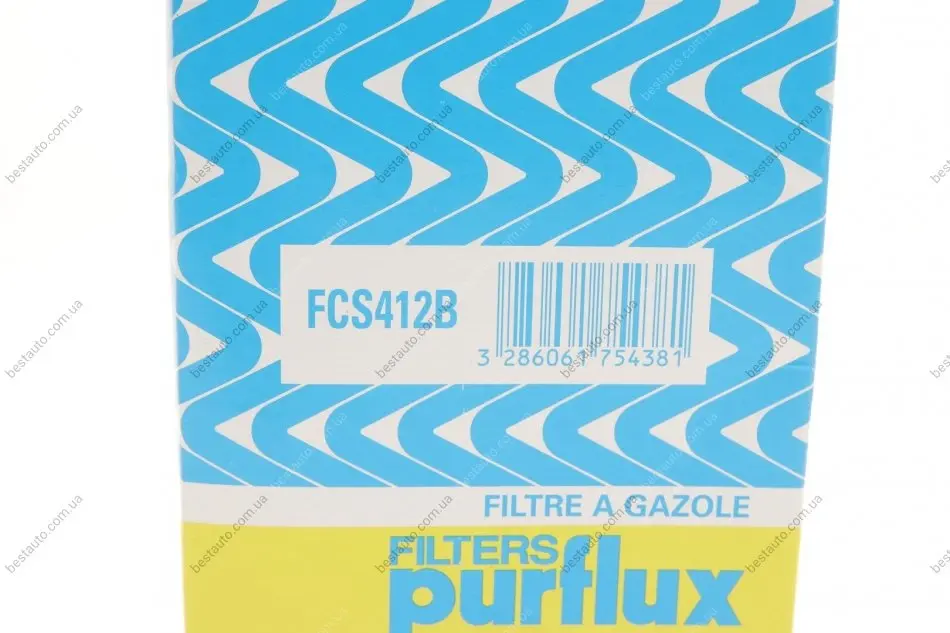 FCS412B
3 286061 754381
FILTRE A GAZOLE
FILTERS
purflux
bestauto.com.ua